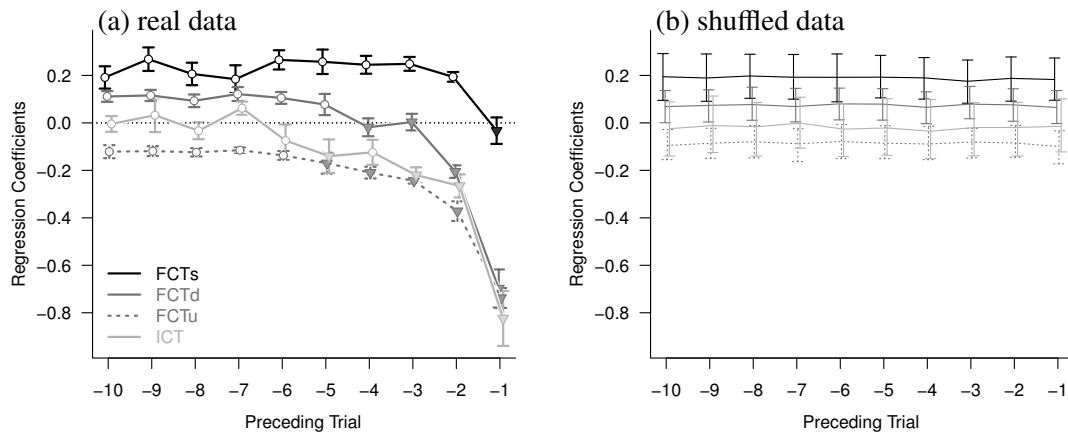 (a) real data
(b) shuffled data
Regression Coefficients
0.2
0.0
−0.2
−0.4
−0.6
−0.8
FCTs
FCTd
FCTu
ICT
−10 −9 −8 −7 −6 −5 −4 −3 −2 −1
Preceding Trial
Regression Coefficients
0.2
0.0
−0.2
−0.4
−0.6
−0.8
−10 −9 −8 −7 −6 −5 −4 −3 −2 −1
Preceding Trial